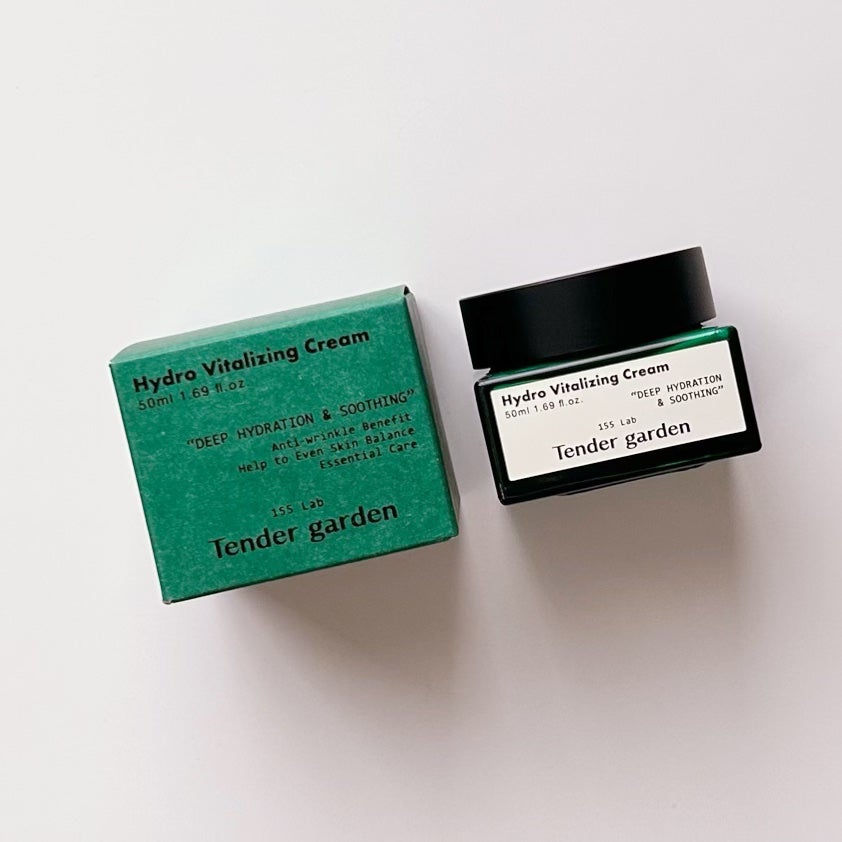 Hydro Vitalizing Cream
50ml 1.69 fl.oz
“DEEP HYDRATION & SOOTHING”
Anti-wrinkle Benefit
Help to Even Skin Balance
Essential Care
155 Lab
Tender garden
Hydro Vitalizing Cream
50ml 1.69 fl.oz.
“DEEP HYDRATION
& SOOTHING”
155 Lab
Tender garden